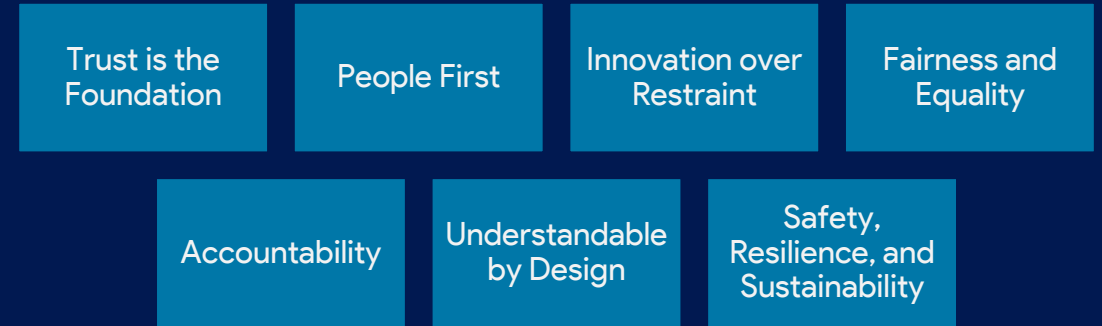 Trust is the
Foundation
People First
Innovation over
Restraint
Fairness and
Equality
Accountability
Understandable
by Design
Safety,
Resilience, and
Sustainability